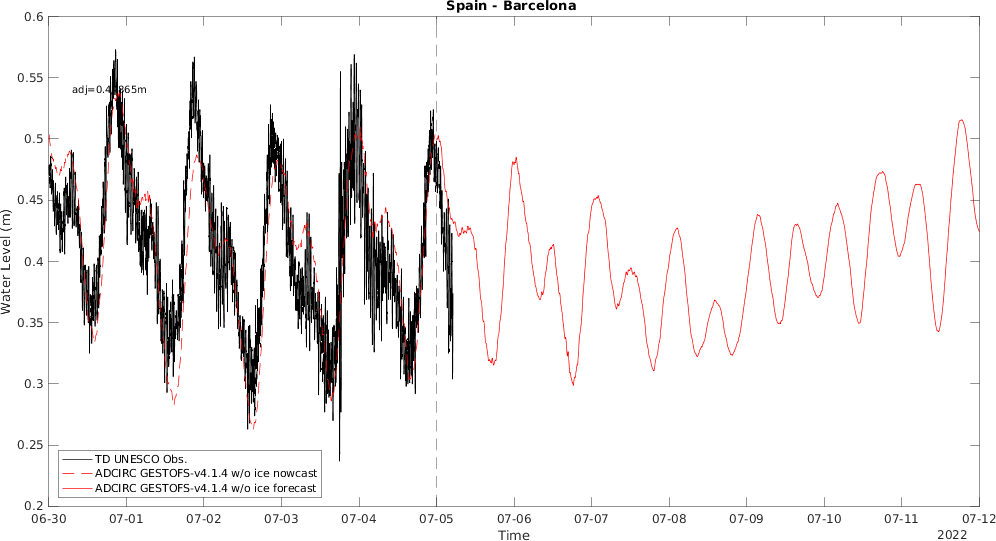 Spain - Barcelona
0.6
0.55
0.5
0.45
0.4
0.35
0.3
0.25
0.2
Water Level (m)
TD UNESCO Obs.
ADCIRC GESTOFS-v4.1.4 w/o ice nowcast
ADCIRC GESTOFS-v4.1.4 w/o ice forecast
06-30 07-01 07-02 07-03 07-04 07-05 07-06 07-07 07-08 07-09 07-10 07-11 07-12
Time
2022